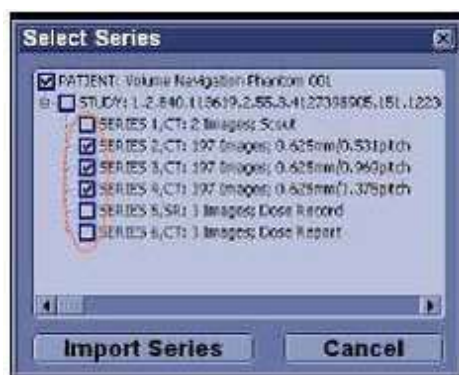 Select Series
PATIENT: Volume Navigation Phantom 001
STUDY: 1.2.840.113619.2.55.3.4127398905.151.1223
SERIES 1,CT: 2 Images; Scout
SERIES 2,CT: 197 Images; 0.625mm/0.531pitch
SERIES 3,CT: 197 Images; 0.625mm/0.969pitch
SERIES 4,CT: 197 Images; 0.625mm/1.375pitch
SERIES 5,SR: 1 Images; Dose Record
SERIES 6,CT: 1 Images; Dose Report
Import Series
Cancel